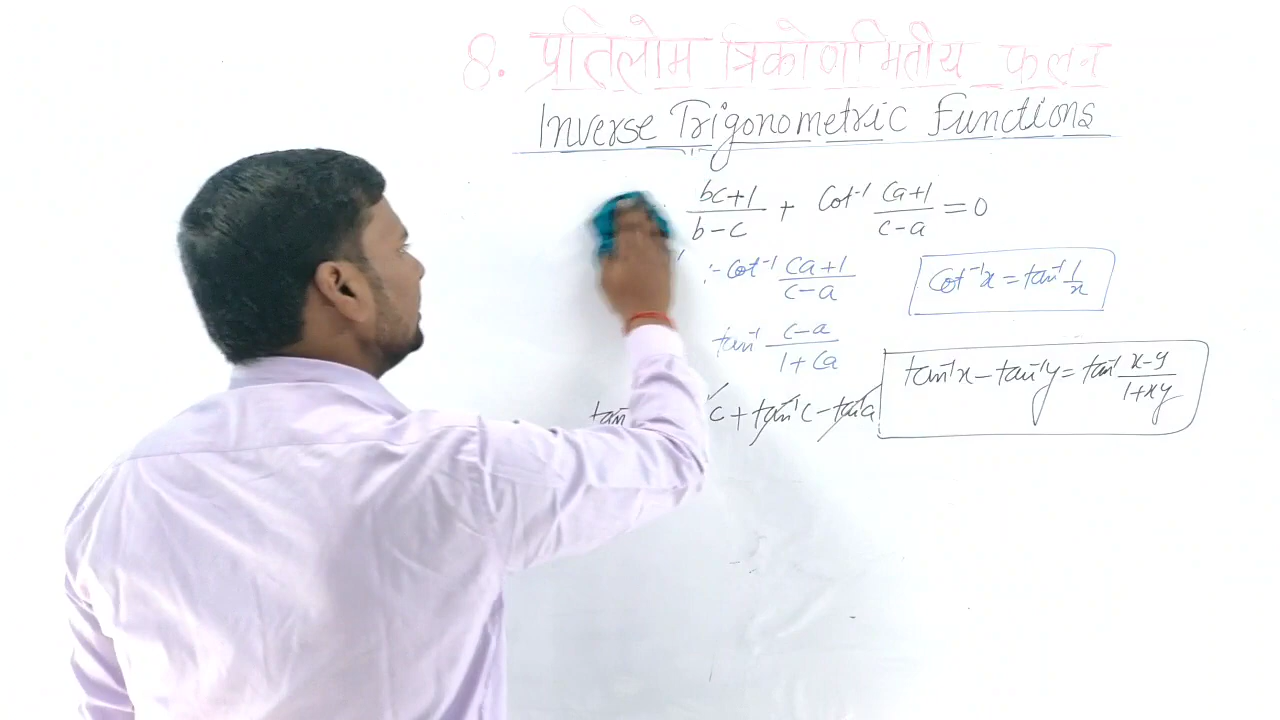 8. प्रतिलोम त्रिकोणमितीय फलन
Inverse Trigonometric Functions
bc+1/b-c + Cot⁻¹ Ca+1/c-a = 0
:- Cot⁻¹ Ca+1/c-a
Cot⁻¹x = tan⁻¹ 1/x
tan⁻¹ c-a/1+Ca
tan⁻¹x - tan⁻¹y = tan⁻¹ x-y/1+xy
tan c + tan⁻¹c - tan⁻¹a